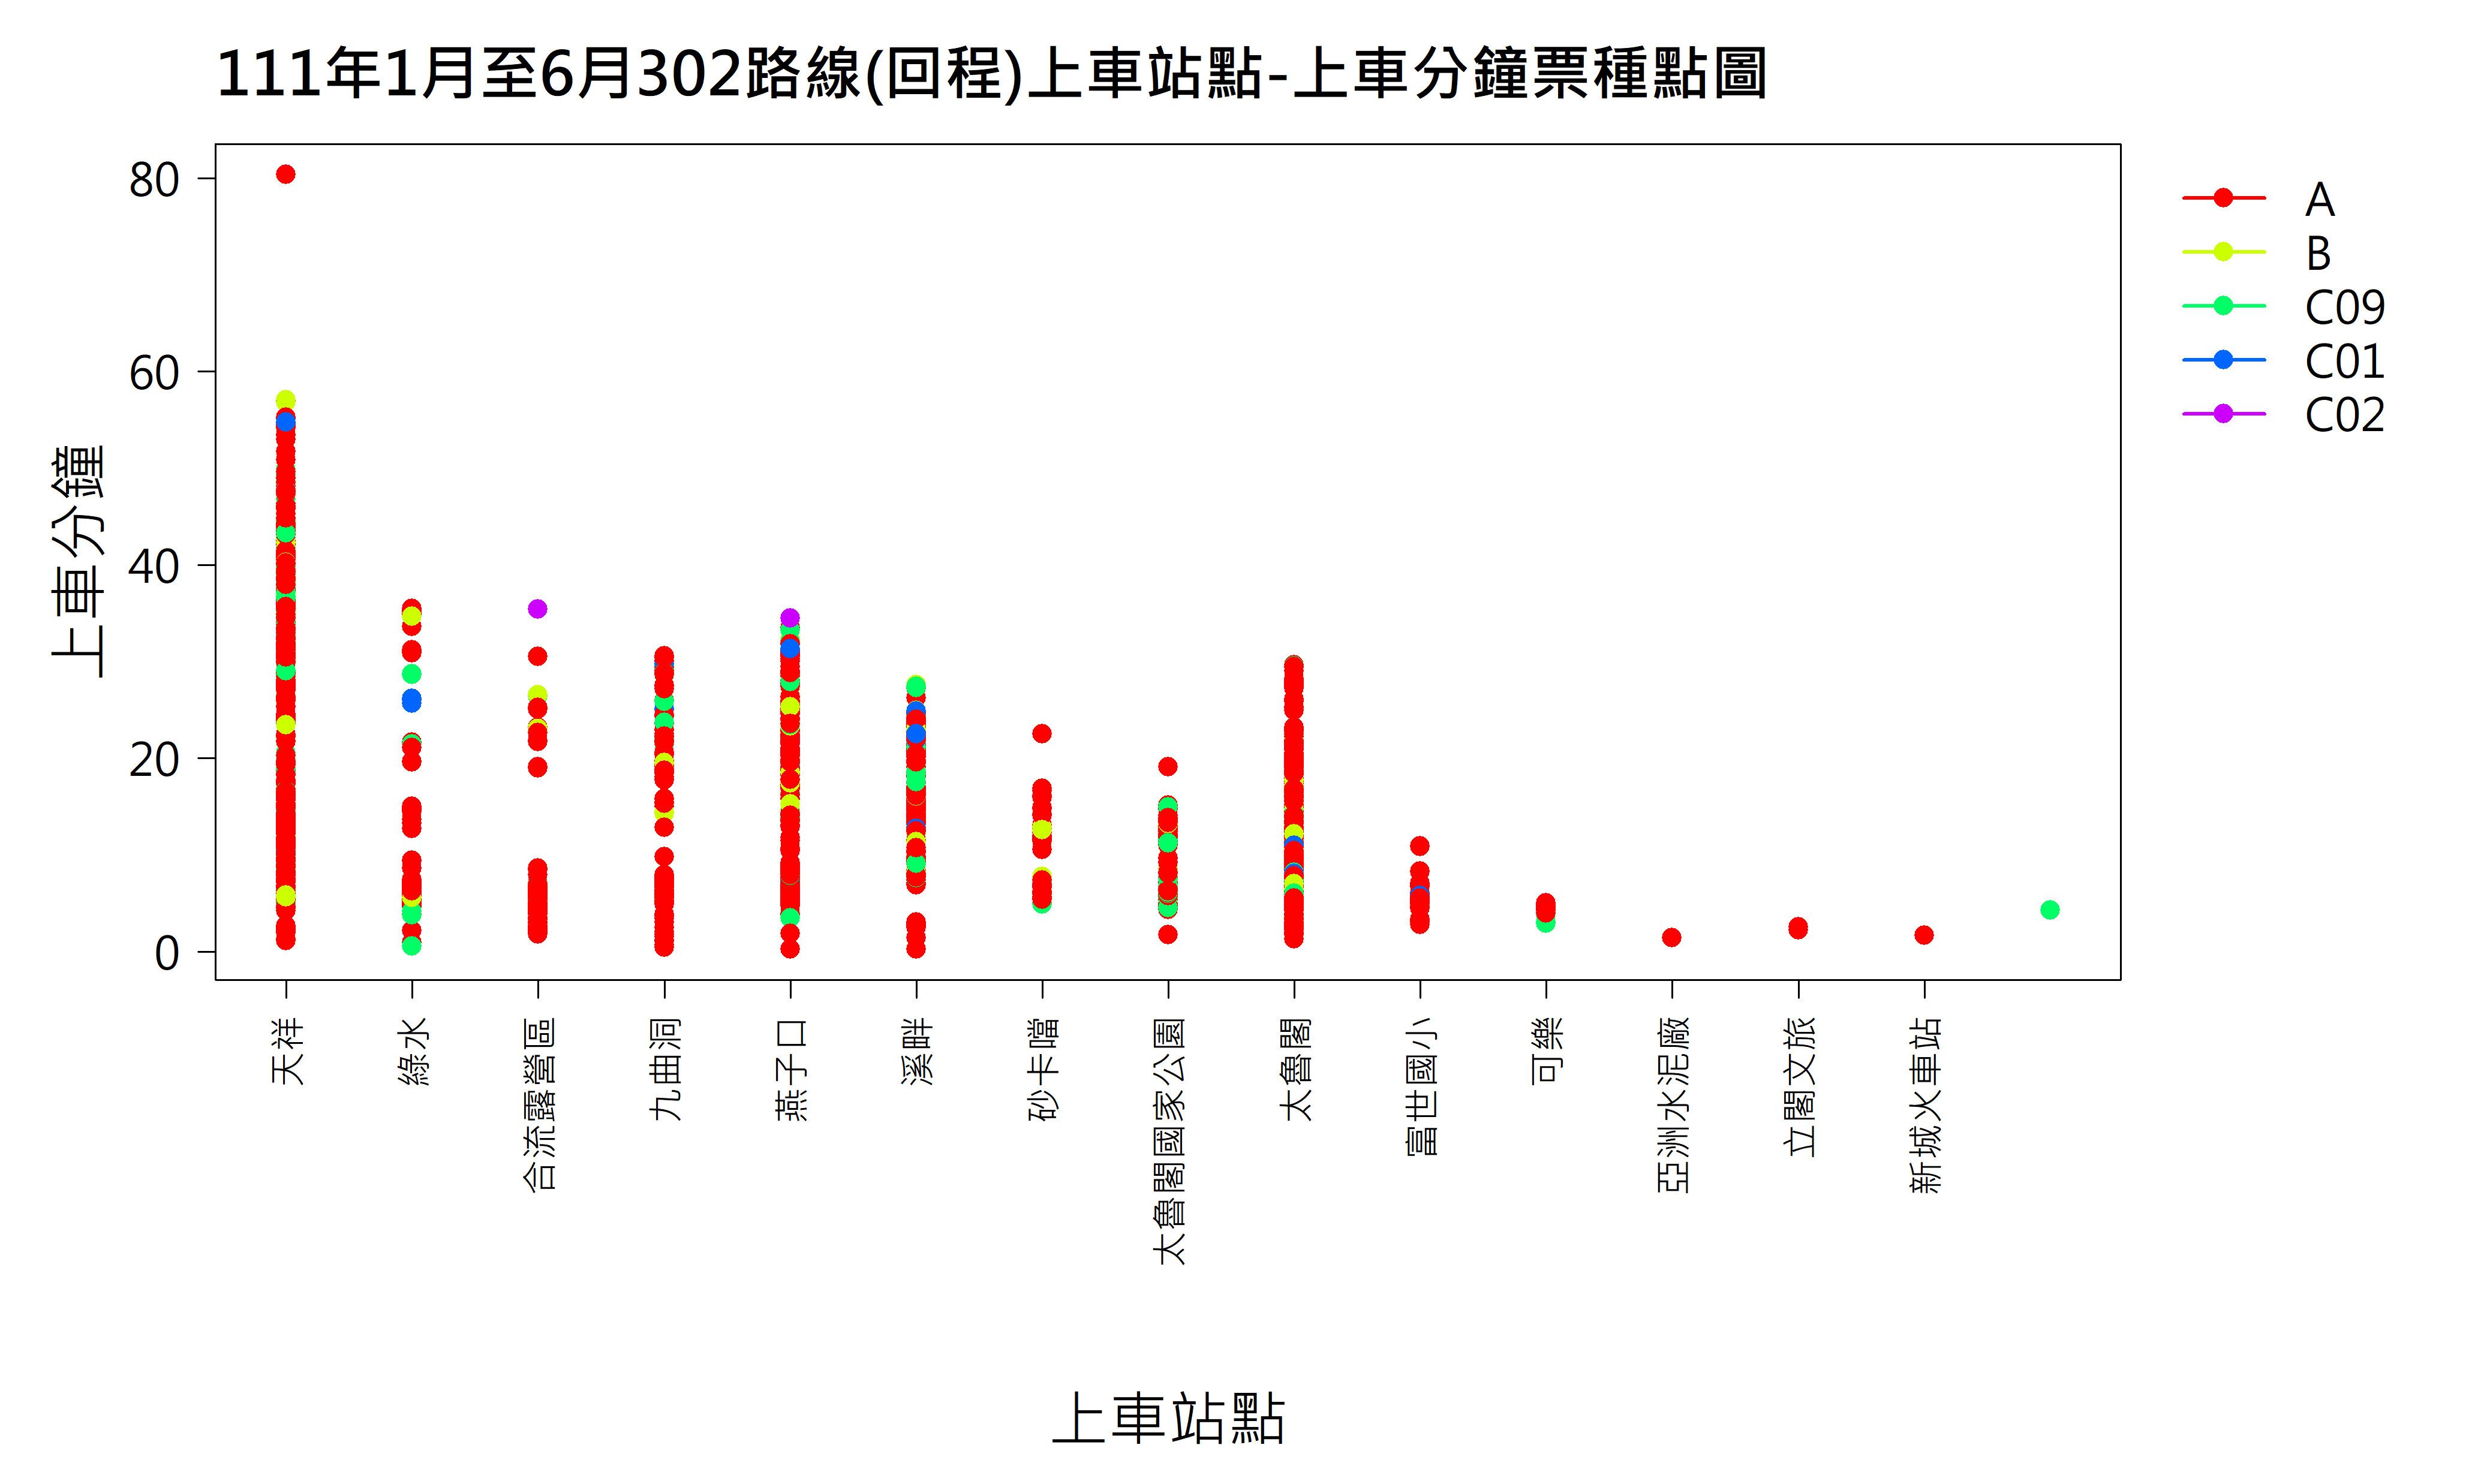 111年1月至6月302路線(回程)上車站點-上車分鐘票種點圖
上車分鐘
80
60
40
20
0
A
B
C09
C01
C02
天祥
綠水
合流露營區
九曲洞
燕子口
溪畔
砂卡噹
太魯閣國家公園
太魯閣
富世國小
可樂
亞洲水泥廠
立閣文旅
新城火車站
上車站點